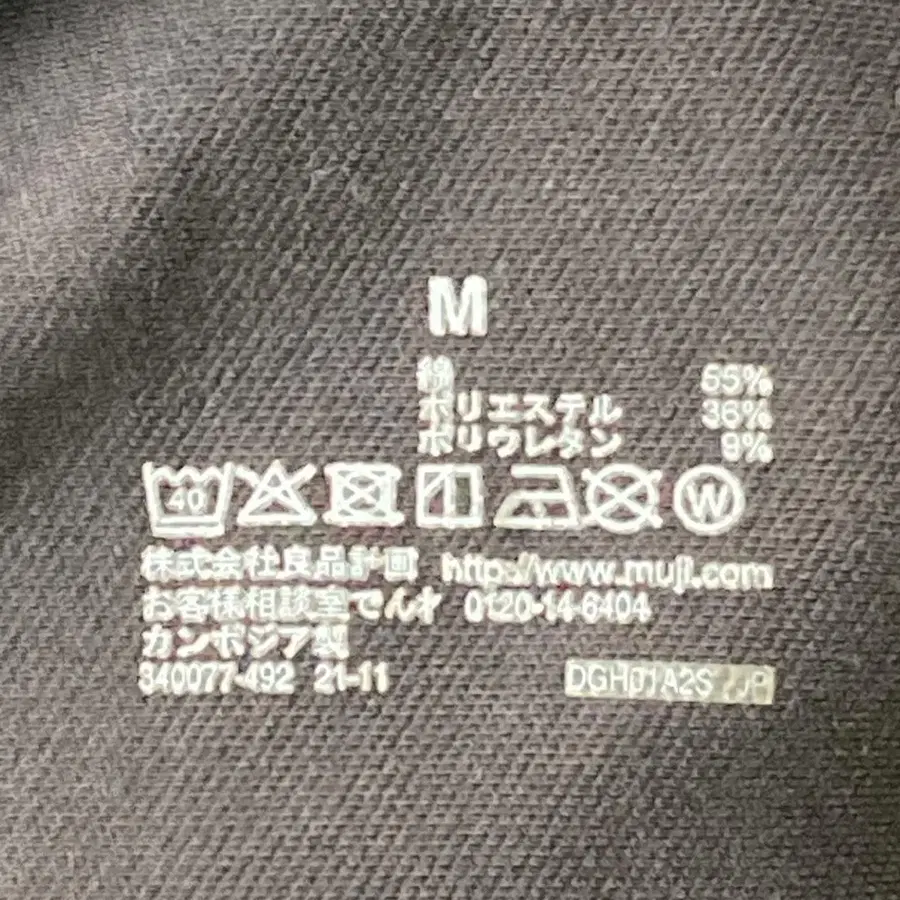 M
綿 55%
ポリエステル 36%
ポリウレタン 9%
40 W
株式会社良品計画 http://www.muji.com
お客様相談室でんわ 0120-14-6404
カンボジア製
340077-492 21-11 DGH01A2S /JP